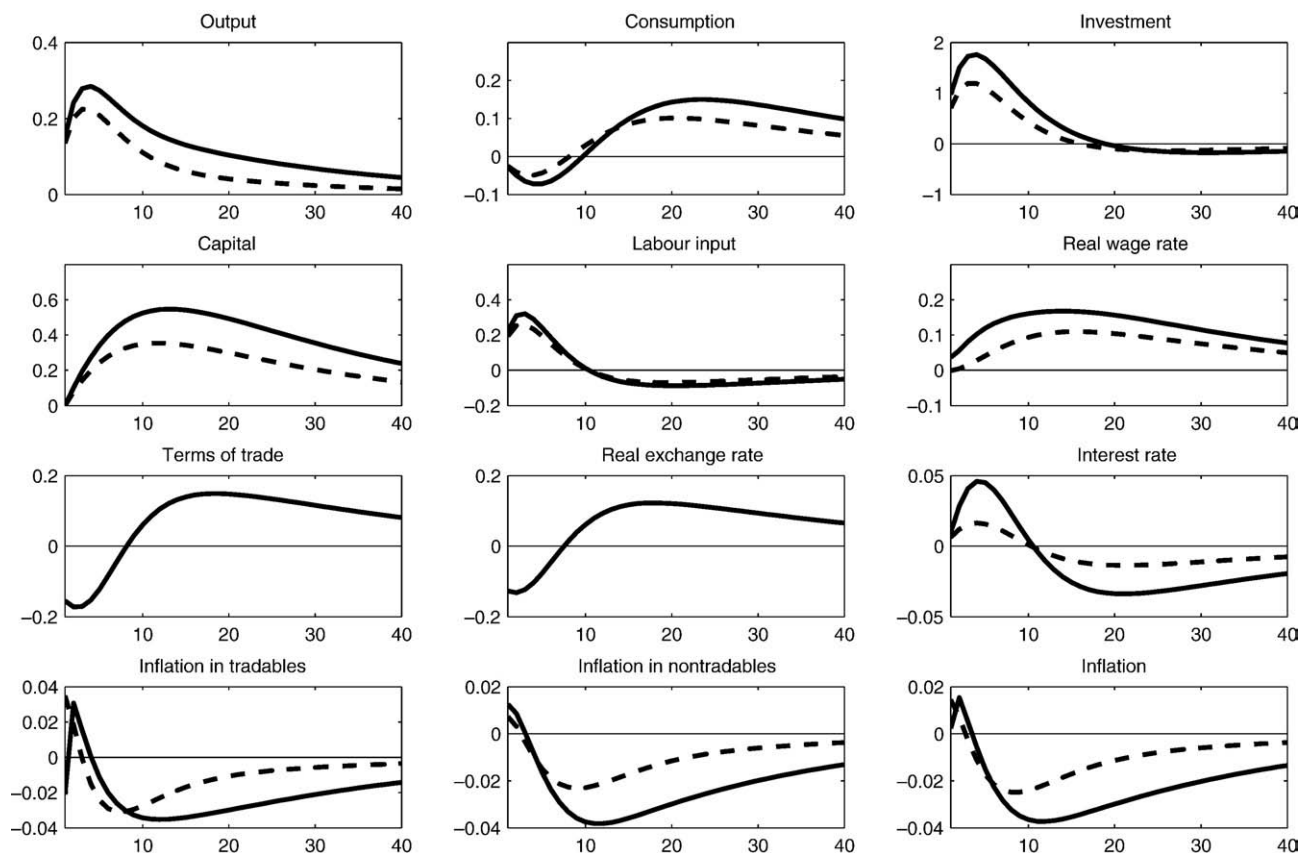 Output Consumption Investment
0.4 0.2 2
0.2 0.1 1
0 0
0 −0.1 −1
10 20 30 40 10 20 30 40 10 20 30 40
Capital Labour input Real wage rate
0.6 0.4 0.2
0.4 0.2 0.1
0.2 0 0
0 −0.2 −0.1
10 20 30 40 10 20 30 40 10 20 30 40
Terms of trade Real exchange rate Interest rate
0.2 0.2 0.05
0 0 0
−0.2 −0.2 −0.05
10 20 30 40 10 20 30 40 10 20 30 40
Inflation in tradables Inflation in nontradables Inflation
0.04 0.02 0.02
0.02 0 0
0 −0.02 −0.02
−0.02
−0.04 −0.04 −0.04
10 20 30 40 10 20 30 40 10 20 30 40